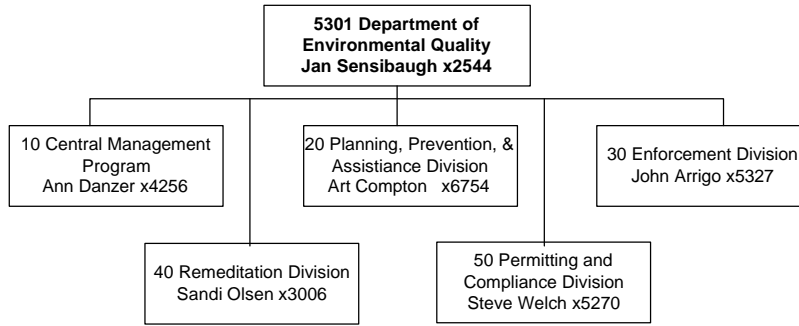 5301 Department of
Environmental Quality
Jan Sensibaugh x2544
10 Central Management
Program
Ann Danzer x4256
20 Planning, Prevention, &
Assistiance Division
Art Compton x6754
30 Enforcement Division
John Arrigo x5327
40 Remeditation Division
Sandi Olsen x3006
50 Permitting and
Compliance Division
Steve Welch x5270